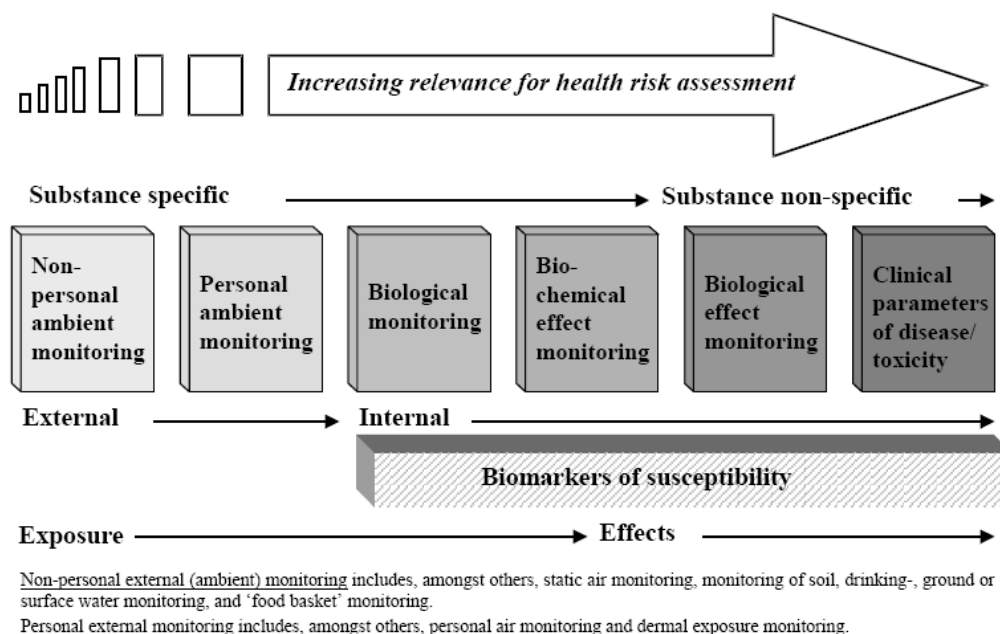 Increasing relevance for health risk assessment
Substance specific
Substance non-specific
Non-
personal
ambient
monitoring
Personal
ambient
monitoring
Biological
monitoring
Bio-
chemical
effect
monitoring
Biological
effect
monitoring
Clinical
parameters
of disease/
toxicity
External
Internal
Biomarkers of susceptibility
Exposure
Effects
Non-personal external (ambient) monitoring includes, amongst others, static air monitoring, monitoring of soil, drinking-, ground or
surface water monitoring, and ‘food basket’ monitoring.
Personal external monitoring includes, amongst others, personal air monitoring and dermal exposure monitoring.